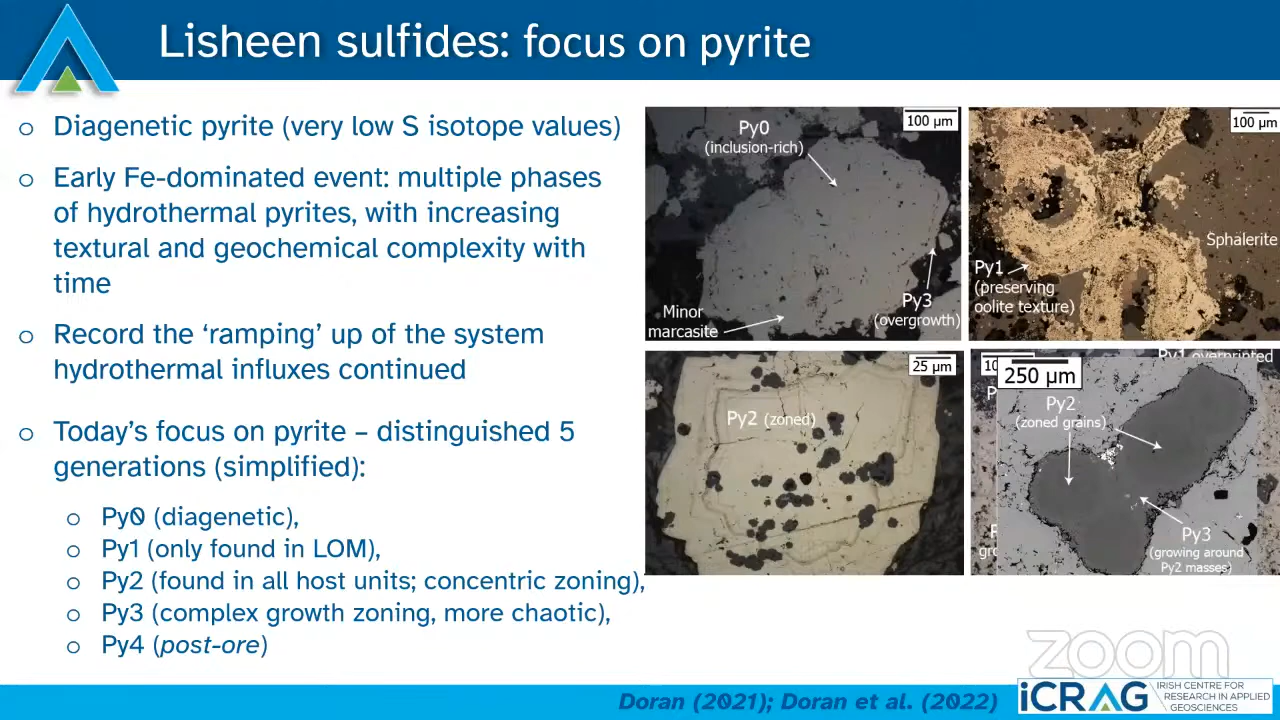 Lisheen sulfides: focus on pyrite
o Diagenetic pyrite (very low S isotope values)
o Early Fe-dominated event: multiple phases
of hydrothermal pyrites, with increasing
textural and geochemical complexity with
time
o Record the ‘ramping’ up of the system
hydrothermal influxes continued
o Today’s focus on pyrite – distinguished 5
generations (simplified):
o Py0 (diagenetic),
o Py1 (only found in LOM),
o Py2 (found in all host units; concentric zoning),
o Py3 (complex growth zoning, more chaotic),
o Py4 (post-ore)
100 µm
Py0
(inclusion-rich)
Py3
(overgrowth)
Minor
marcasite
100 µm
Sphalerite
Py1
(preserving
oolite texture)
25 µm
Py2 (zoned)
Py1 overprinted
250 µm
Py2
(zoned grains)
Py3
(growing around
Py2 masses)
zoom
Doran (2021); Doran et al. (2022)
iCRAG
IRISH CENTRE FOR
RESEARCH IN APPLIED
GEOSCIENCES